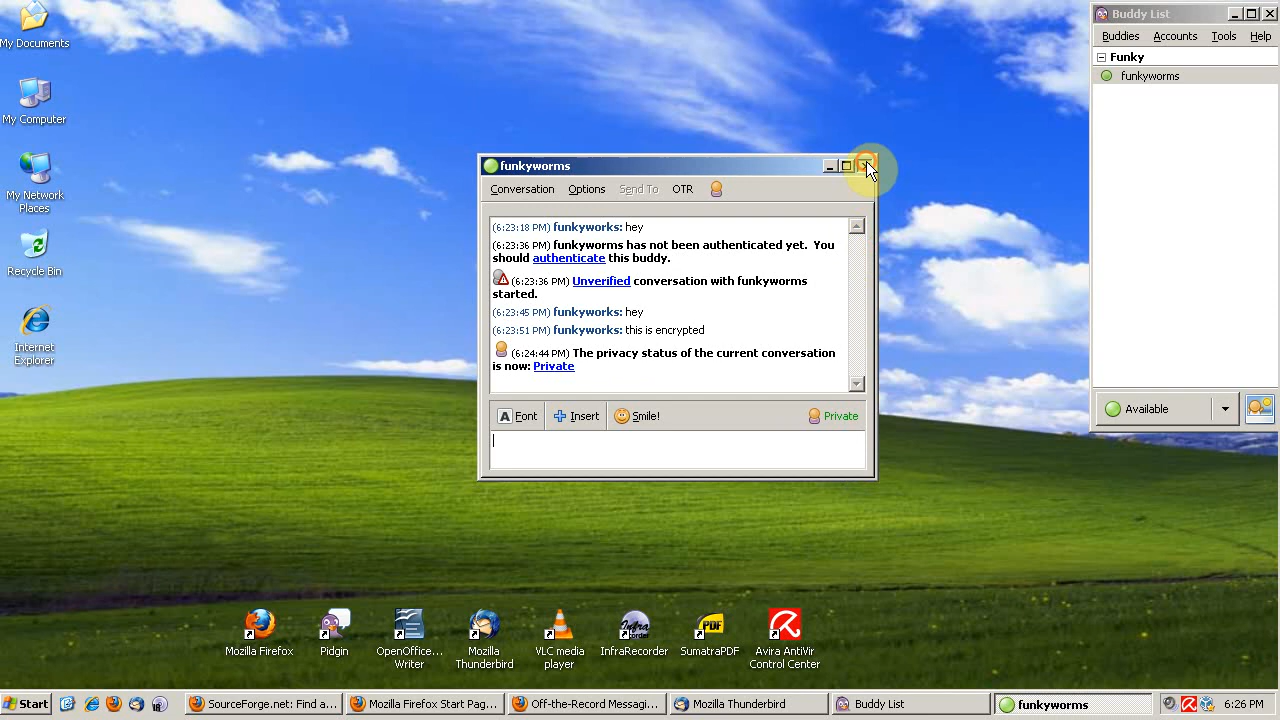 My Documents
My Computer
My Network
Places
Recycle Bin
Internet
Explorer
Buddy List
Buddies Accounts Tools Help
Funky
funkyworms
Available
funkyworms
Conversation Options Send To OTR
(6:23:18 PM) funkyworks: hey
(6:23:36 PM) funkyworms has not been authenticated yet. You
should authenticate this buddy.
(6:23:36 PM) Unverified conversation with funkyworms
started.
(6:23:45 PM) funkyworks: hey
(6:23:51 PM) funkyworks: this is encrypted
(6:24:44 PM) The privacy status of the current conversation
is now: Private
A Font Insert Smile! Private
Mozilla Firefox
Pidgin
OpenOffice...
Writer
Mozilla
Thunderbird
VLC media
player
Infra
recorder
InfraRecorder
PDF
SumatraPDF
Avira AntiVir
Control Center
Start SourceForge.net: Find a... Mozilla Firefox Start Pag... Off-the-Record Messagi... Mozilla Thunderbird Buddy List funkyworms 6:26 PM